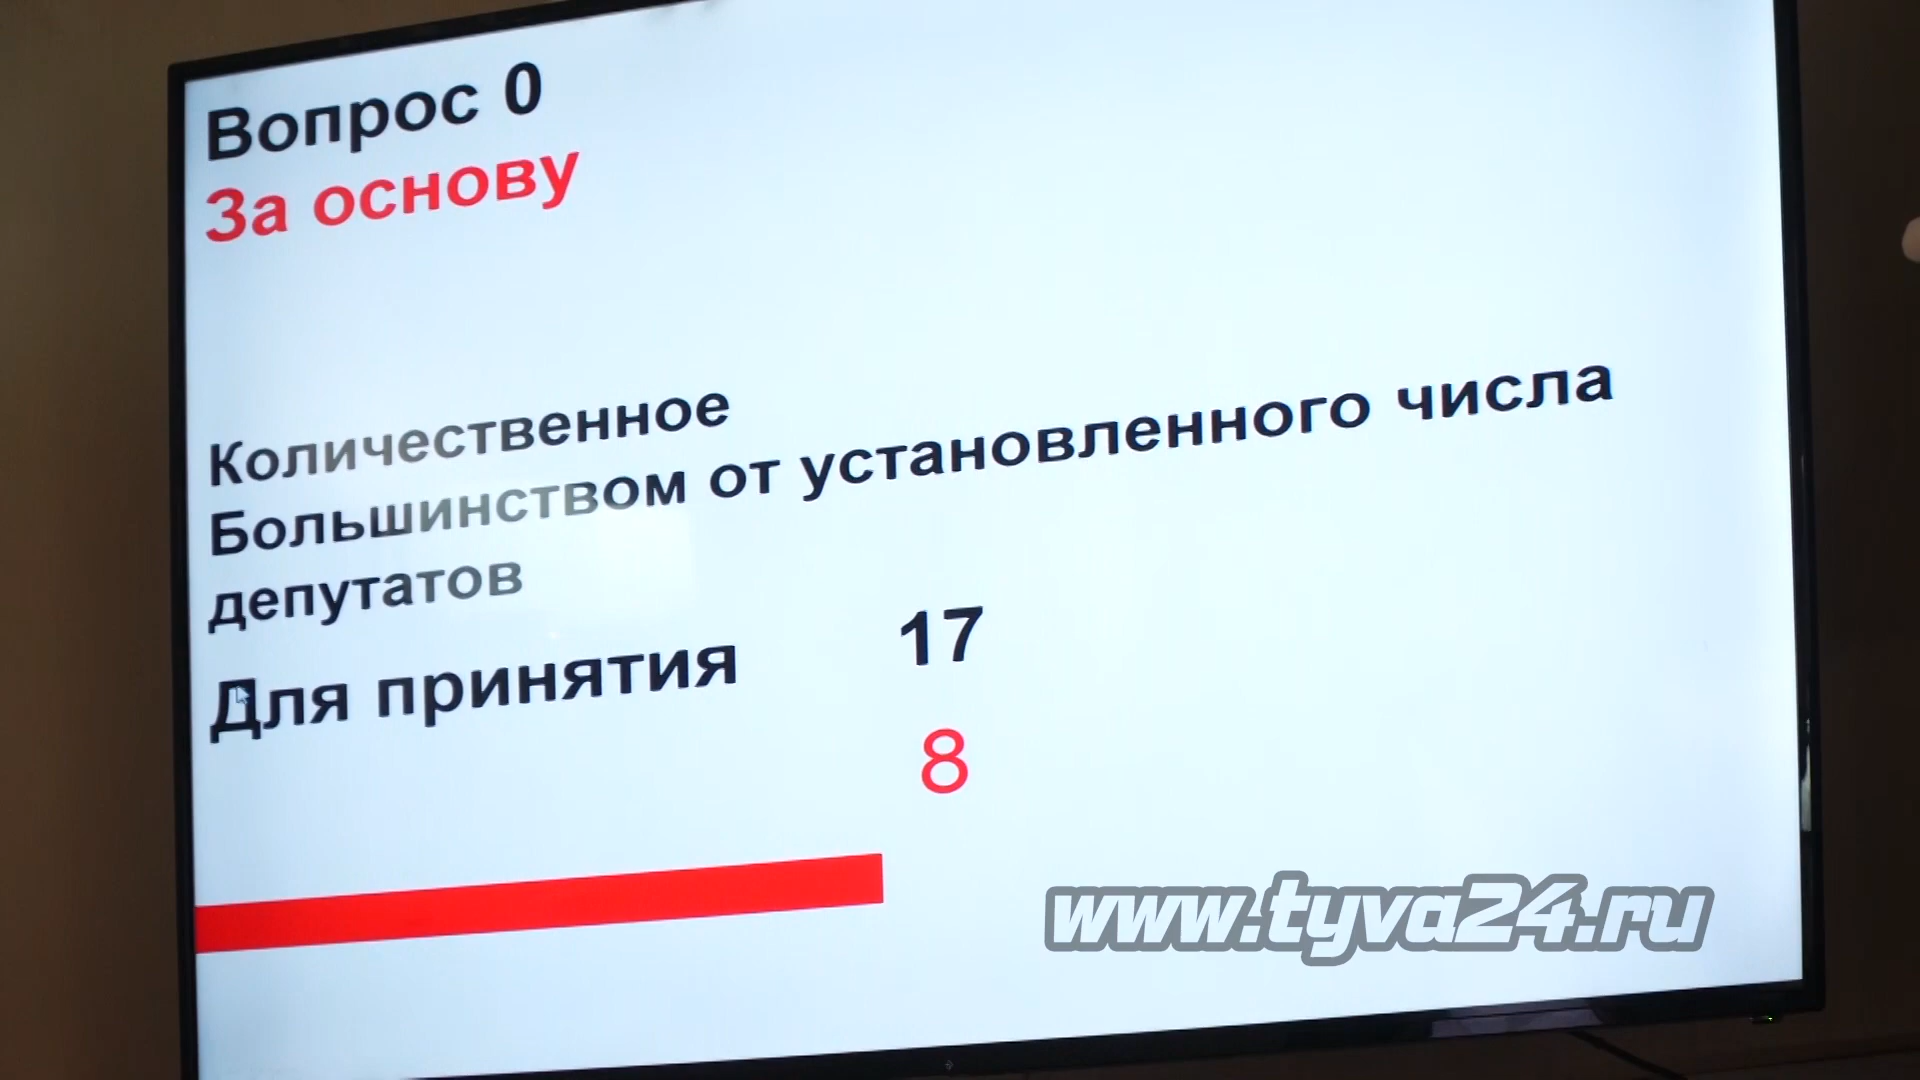 Вопрос 0
За основу
Количественное
Большинством от установленного числа
депутатов
Для принятия 17
8
www.tyva24.ru